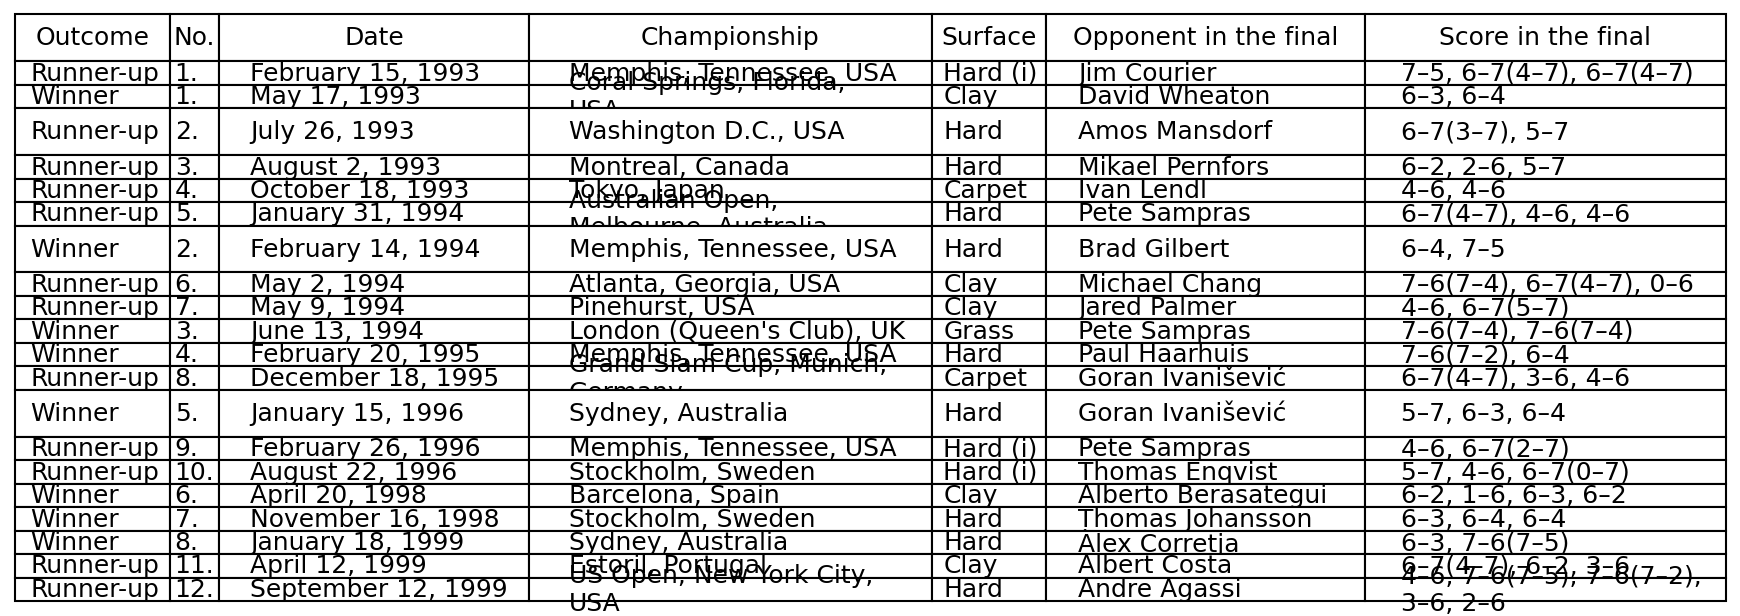 Outcome No. Date Championship Surface Opponent in the final Score in the final
Runner-up 1. February 15, 1993 Memphis, Tennessee, USA Hard (i) Jim Courier 7–5, 6–7(4–7), 6–7(4–7)
Winner 1. May 17, 1993 Coral Springs, Florida, USA Clay David Wheaton 6–3, 6–4
Runner-up 2. July 26, 1993 Washington D.C., USA Hard Amos Mansdorf 6–7(3–7), 5–7
Runner-up 3. August 2, 1993 Montreal, Canada Hard Mikael Pernfors 6–2, 2–6, 5–7
Runner-up 4. October 18, 1993 Tokyo, Japan Carpet Ivan Lendl 4–6, 4–6
Runner-up 5. January 31, 1994 Australian Open, Melbourne, Australia Hard Pete Sampras 6–7(4–7), 4–6, 4–6
Winner 2. February 14, 1994 Memphis, Tennessee, USA Hard Brad Gilbert 6–4, 7–5
Runner-up 6. May 2, 1994 Atlanta, Georgia, USA Clay Michael Chang 7–6(7–4), 6–7(4–7), 0–6
Runner-up 7. May 9, 1994 Pinehurst, USA Clay Jared Palmer 4–6, 6–7(5–7)
Winner 3. June 13, 1994 London (Queen's Club), UK Grass Pete Sampras 7–6(7–4), 7–6(7–4)
Winner 4. February 20, 1995 Memphis, Tennessee, USA Hard Paul Haarhuis 7–6(7–2), 6–4
Runner-up 8. December 18, 1995 Grand Slam Cup, Munich, Germany Carpet Goran Ivanišević 6–7(4–7), 3–6, 4–6
Winner 5. January 15, 1996 Sydney, Australia Hard Goran Ivanišević 5–7, 6–3, 6–4
Runner-up 9. February 26, 1996 Memphis, Tennessee, USA Hard (i) Pete Sampras 4–6, 6–7(2–7)
Runner-up 10. August 22, 1996 Stockholm, Sweden Hard (i) Thomas Enqvist 5–7, 4–6, 6–7(0–7)
Winner 6. April 20, 1998 Barcelona, Spain Clay Alberto Berasategui 6–2, 1–6, 6–3, 6–2
Winner 7. November 16, 1998 Stockholm, Sweden Hard Thomas Johansson 6–3, 6–4, 6–4
Winner 8. January 18, 1999 Sydney, Australia Hard Àlex Corretja 6–3, 7–6(7–5)
Runner-up 11. April 12, 1999 Estoril, Portugal Clay Albert Costa 6–7(4–7), 6–2, 3–6
Runner-up 12. September 12, 1999 US Open, New York City, USA Hard Andre Agassi 4–6, 7–6(7–5), 7–6(7–2), 3–6, 2–6